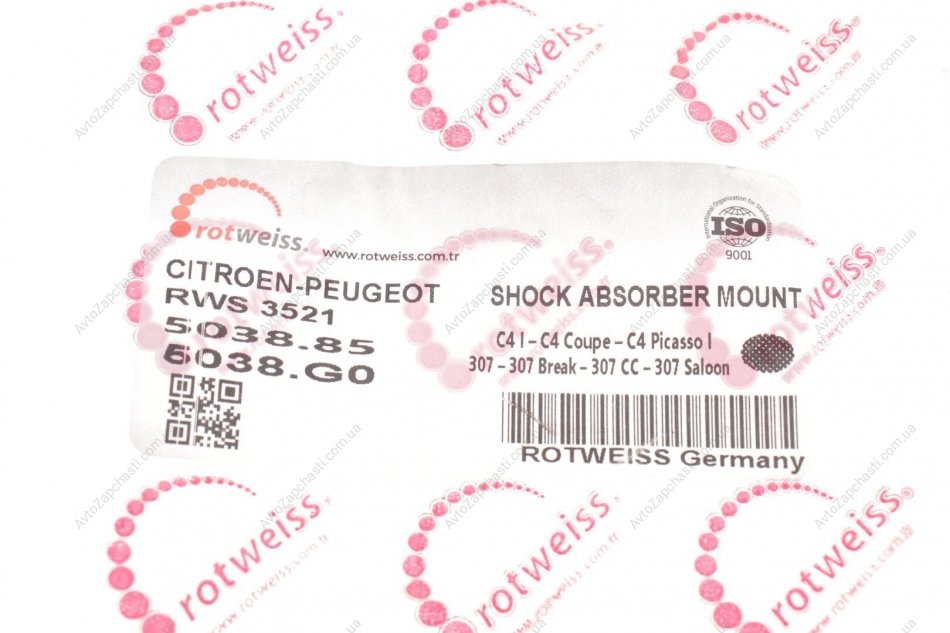 rotweiss.
www.rotweiss.com.tr
CITROEN-PEUGEOT
RWS 3521
5038.85
5038.G0
International Organization for Standardization
ISO
9001
SHOCK ABSORBER MOUNT
C4 I – C4 Coupe – C4 Picasso I
307 – 307 Break – 307 CC – 307 Saloon
ROTWEISS Germany
rotweiss.
AvtoZapchasti.com.ua